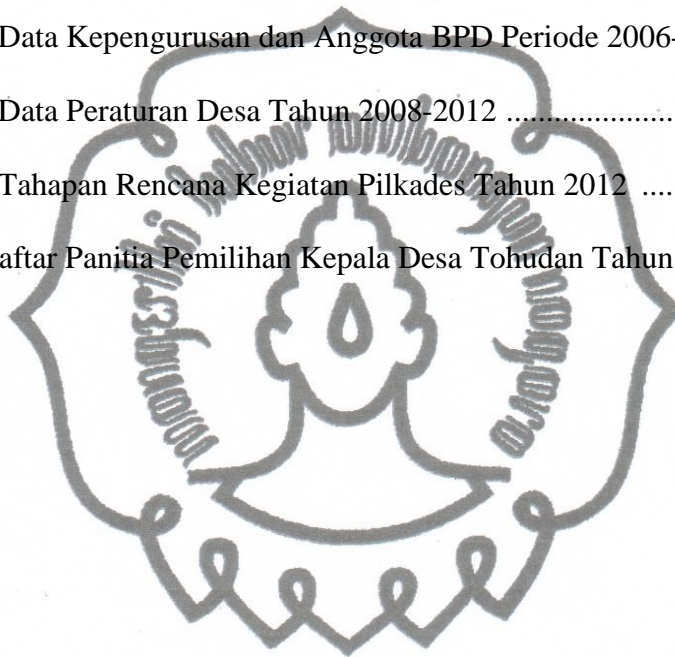 Data Kepengurusan dan Anggota BPD Periode 2006-
Data Peraturan Desa Tahun 2008-2012 .....................
Tahapan Rencana Kegiatan Pilkades Tahun 2012 ....
aftar Panitia Pemilihan Kepala Desa Tohudan Tahun